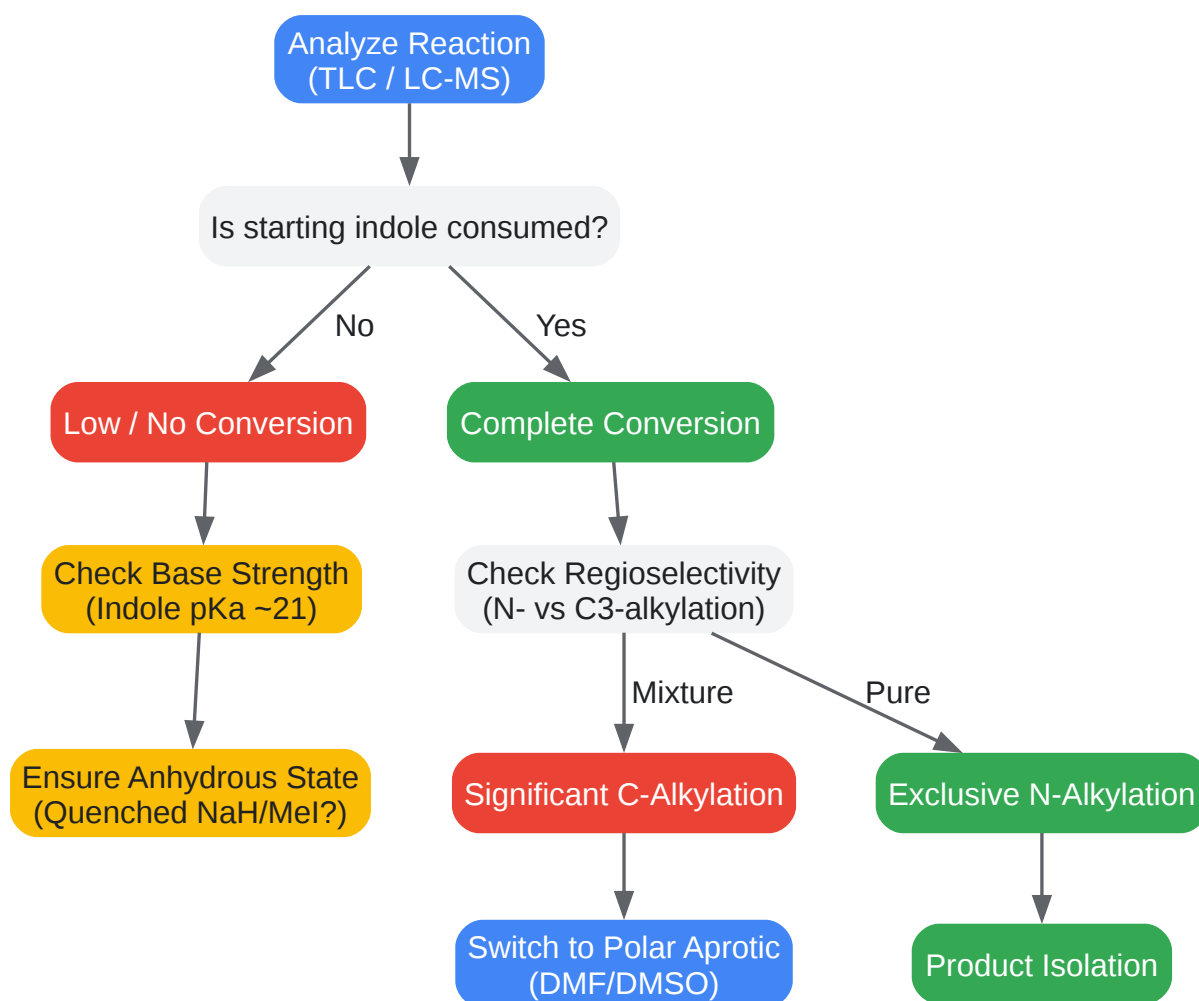 Analyze Reaction
(TLC / LC-MS)
Is starting indole consumed?
No
Yes
Low / No Conversion
Complete Conversion
Check Base Strength
(Indole pKa ~21)
Check Regioselectivity
(N- vs C3-alkylation)
Mixture
Pure
Ensure Anhydrous State
(Quenched NaH/MeI?)
Significant C-Alkylation
Exclusive N-Alkylation
Switch to Polar Aprotic
(DMF/DMSO)
Product Isolation